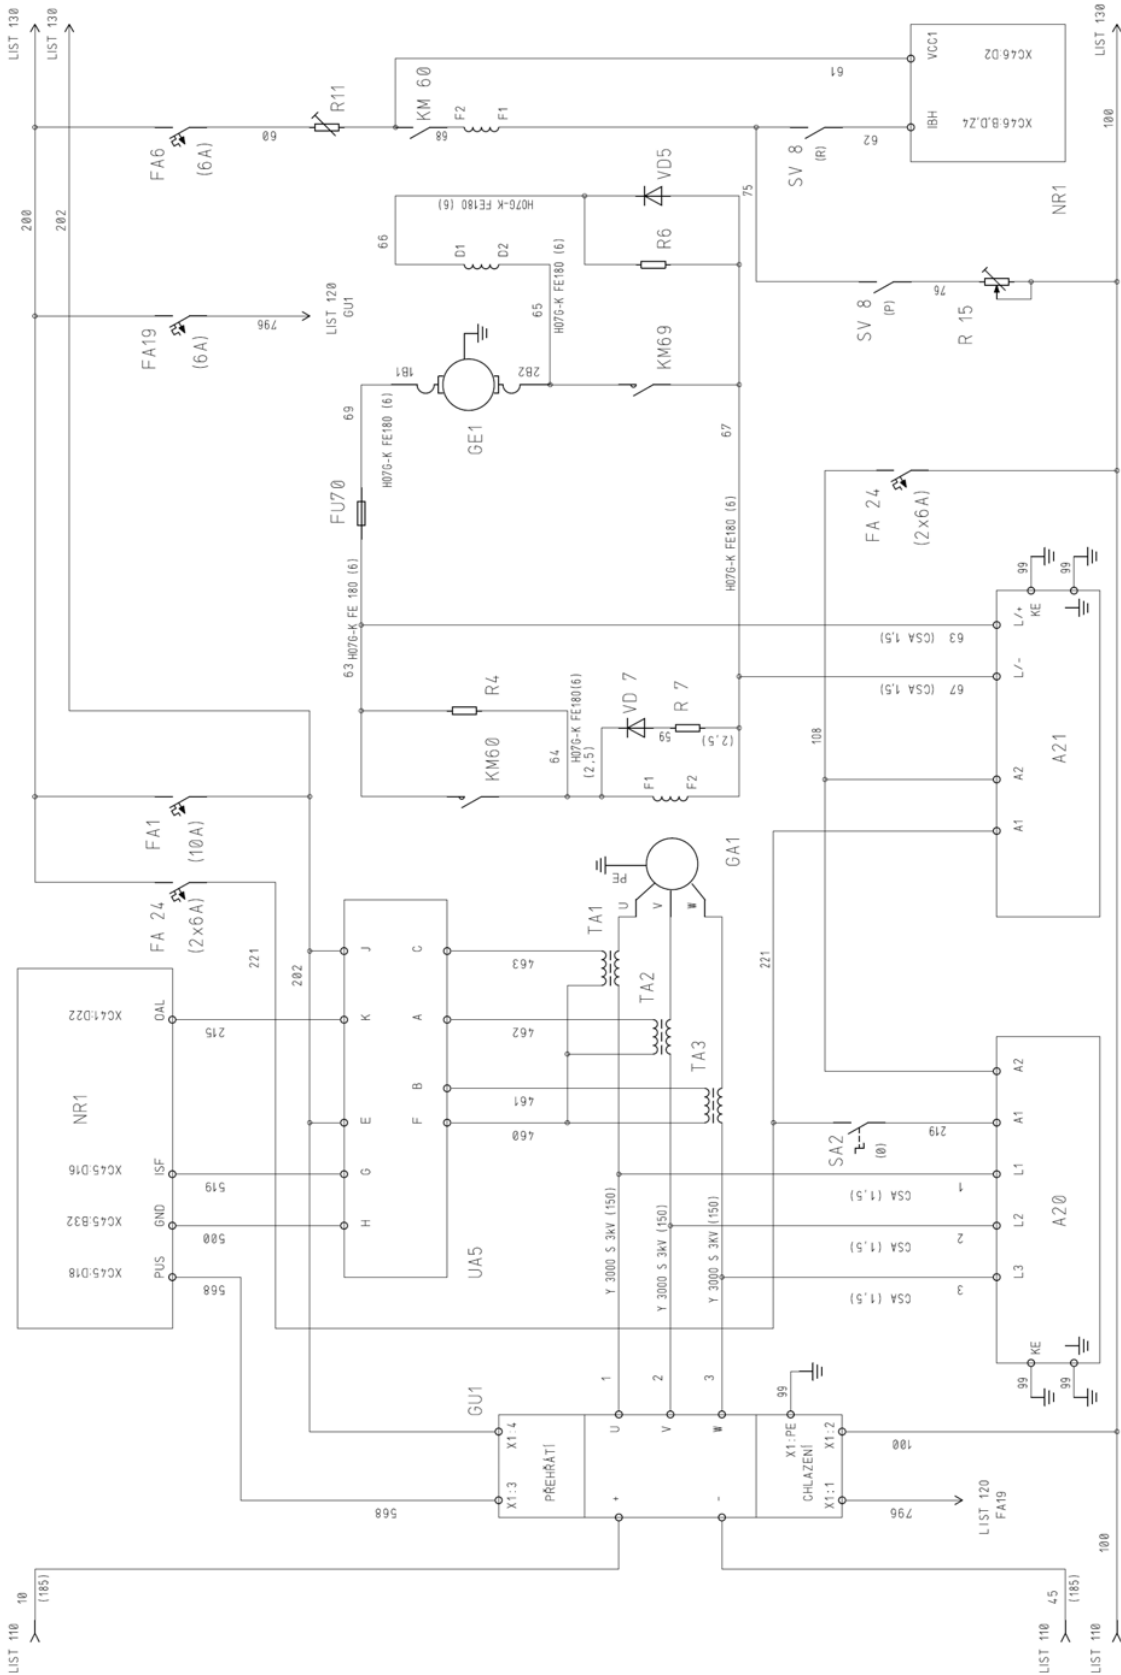 LIST 110
10
(185)
200
LIST 130
202
LIST 130
XC45:D18
XC45:B32
XC45:D16
NR1
XC41:D22
PUS
GND
ISF
OAL
FA 24
(2x6A)
FA1
(10A)
FA19
(6A)
FA6
(6A)
568
500
519
215
221
202
796
60
LIST 120
GU1
R11
568
H
G
E
K
J
F
B
A
C
UA5
460
461
462
463
63
H07G-K FE 180 (6)
FU70
69
H07G-K FE180 (6)
66
1B1
GE1
2B2
KM 60
68
F2
F1
D1
D2
H07G-K FE180 (6)
65
H07G-K FE180 (6)
KM60
R4
64
H07G-K FE180(6)
(2,5)
GU1
X1:3
X1:4
PŘEHŘÁTÍ
+
U
V
-
W
CHLAZENÍ
X1:PE
X1:1
X1:2
1
Y 3000 S 3kV (150)
2
Y 3000 S 3kV (150)
3
Y 3000 S 3KV (150)
TA1
TA2
TA3
U
V
W
PE
GA1
F1
F2
VD 7
59
R 7
(2,5)
KM69
R6
VD5
67
H07G-K FE180 (6)
75
99
221
SA2
(0)
219
108
SV 8
(R)
62
61
SV 8
(P)
76
R 15
FA 24
(2x6A)
796
LIST 120
FA19
100
3
CSA (1,5)
2
CSA (1,5)
1
CSA (1,5)
67 (CSA 1,5)
63 (CSA 1,5)
IBH
VCC1
XC46:B,D,Z4
XC46:D2
NR1
L3
L2
L1
A1
A2
KE
99
99
A20
A1
A2
L/-
L/+
KE
99
99
A21
LIST 110
45
(185)
LIST 110
100
100
LIST 130